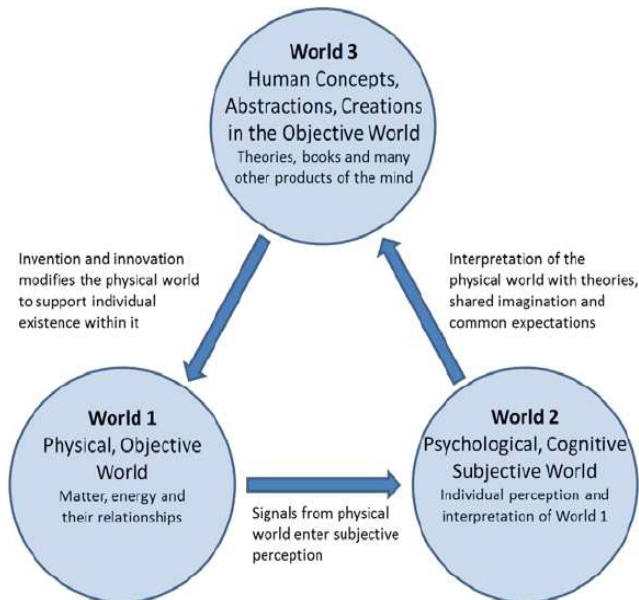 World 3
Human Concepts,
Abstractions, Creations
in the Objective World
Theories, books and many
other products of the mind
Invention and innovation
modifies the physical world
to support individual
existence within it
Interpretation of the
physical world with theories,
shared imagination and
common expectations
World 1
Physical, Objective
World
Matter, energy and
their relationships
Signals from physical
world enter subjective
perception
World 2
Psychological, Cognitive
Subjective World
Individual perception and
interpretation of World 1